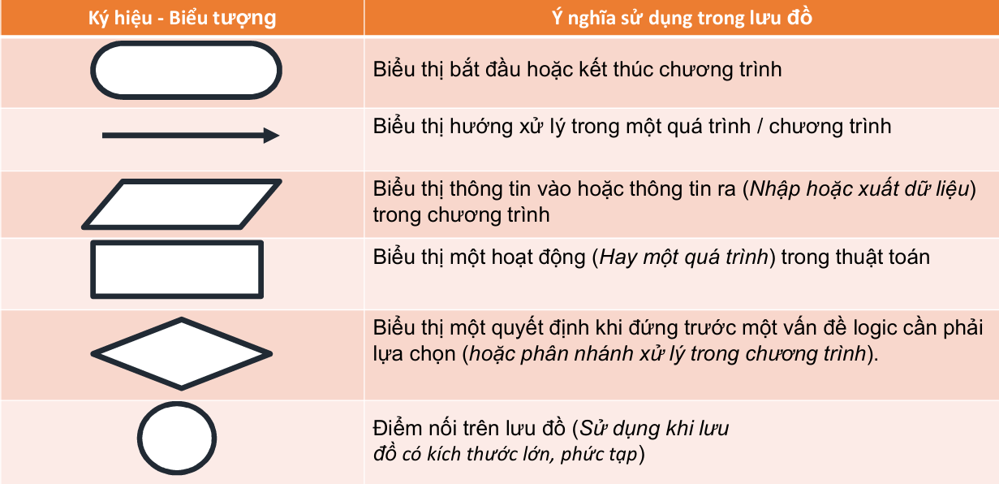 Ký hiệu - Biểu tượng
Ý nghĩa sử dụng trong lưu đồ
Biểu thị bắt đầu hoặc kết thúc chương trình
Biểu thị hướng xử lý trong một quá trình / chương trình
Biểu thị thông tin vào hoặc thông tin ra (Nhập hoặc xuất dữ liệu)
trong chương trình
Biểu thị một hoạt động (Hay một quá trình) trong thuật toán
Biểu thị một quyết định khi đứng trước một vấn đề logic cần phải
lựa chọn (hoặc phân nhánh xử lý trong chương trình).
Điểm nối trên lưu đồ (Sử dụng khi lưu
đồ có kích thước lớn, phức tạp)